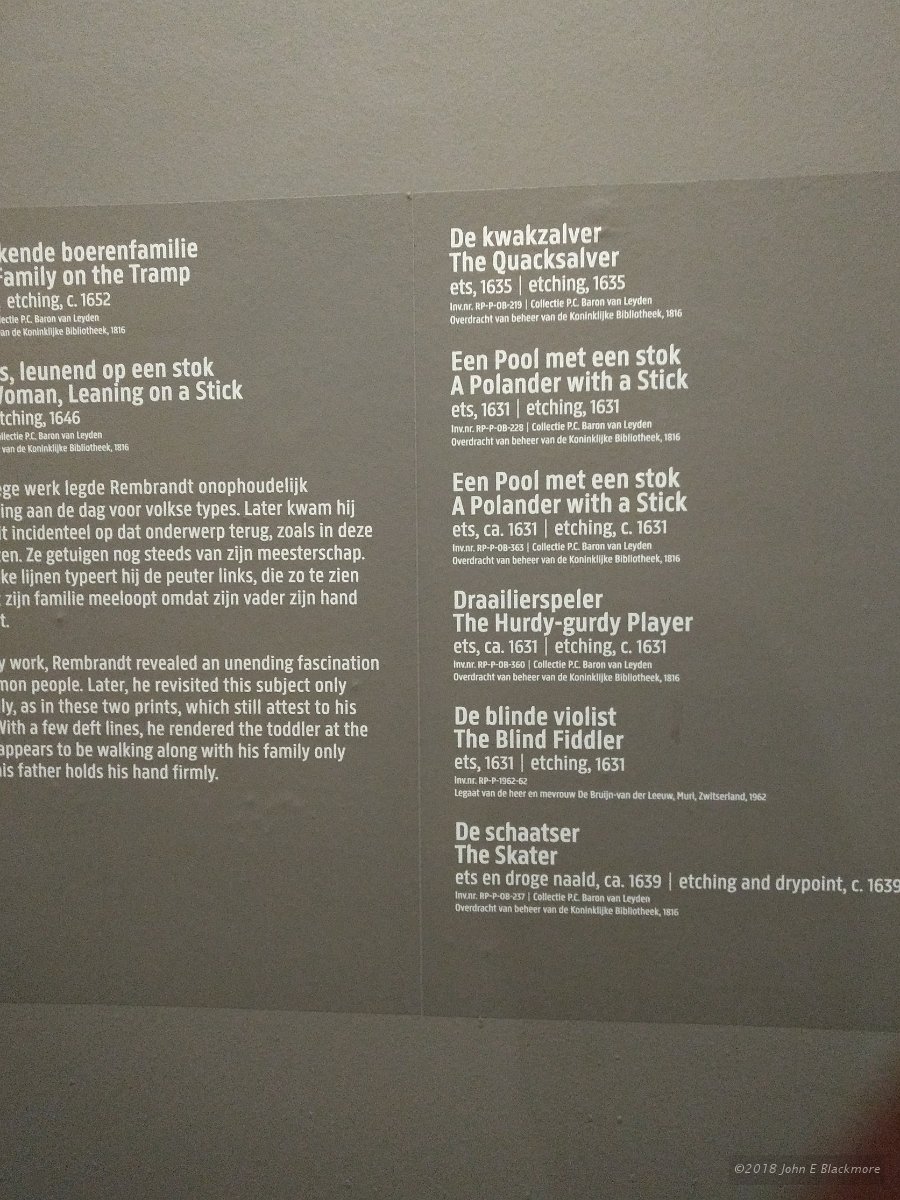 kende boerenfamilie
Family on the Tramp
etching, c. 1652
lectie P.C. Baron van Leyden
van de Koninklijke Bibliotheek, 1816
s, leunend op een stok
Woman, Leaning on a Stick
etching, 1646
ollectie P.C. Baron van Leyden
van de Koninklijke Bibliotheek, 1816
ege werk legde Rembrandt onophoudelijk
ing aan de dag voor volkse types. Later kwam hij
it incidenteel op dat onderwerp terug, zoals in deze
en. Ze getuigen nog steeds van zijn meesterschap.
ke lijnen typeert hij de peuter links, die zo te zien
zijn familie meeloopt omdat zijn vader zijn hand
t.
y work, Rembrandt revealed an unending fascination
mon people. Later, he revisited this subject only
ly, as in these two prints, which still attest to his
With a few deft lines, he rendered the toddler at the
appears to be walking along with his family only
his father holds his hand firmly.
De kwakzalver
The Quacksalver
ets, 1635 | etching, 1635
Inv.nr. RP-P-OB-219 | Collectie P.C. Baron van Leyden
Overdracht van beheer van de Koninklijke Bibliotheek, 1816
Een Pool met een stok
A Polander with a Stick
ets, 1631 | etching, 1631
Inv.nr. RP-P-OB-228 | Collectie P.C. Baron van Leyden
Overdracht van beheer van de Koninklijke Bibliotheek, 1816
Een Pool met een stok
A Polander with a Stick
ets, ca. 1631 | etching, c. 1631
Inv.nr. RP-P-OB-363 | Collectie P.C. Baron van Leyden
Overdracht van beheer van de Koninklijke Bibliotheek, 1816
Draailierspeler
The Hurdy-gurdy Player
ets, ca. 1631 | etching, c. 1631
Inv.nr. RP-P-OB-360 | Collectie P.C. Baron van Leyden
Overdracht van beheer van de Koninklijke Bibliotheek, 1816
De blinde violist
The Blind Fiddler
ets, 1631 | etching, 1631
Inv.nr. RP-P-1962-62
Legaat van de heer en mevrouw De Bruijn-van der Leeuw, Muri, Zwitserland, 1962
De schaatser
The Skater
ets en droge naald, ca. 1639 | etching and drypoint, c. 1639
Inv.nr. RP-P-OB-237 | Collectie P.C. Baron van Leyden
Overdracht van beheer van de Koninklijke Bibliotheek, 1816
©2018 John E Blackmore